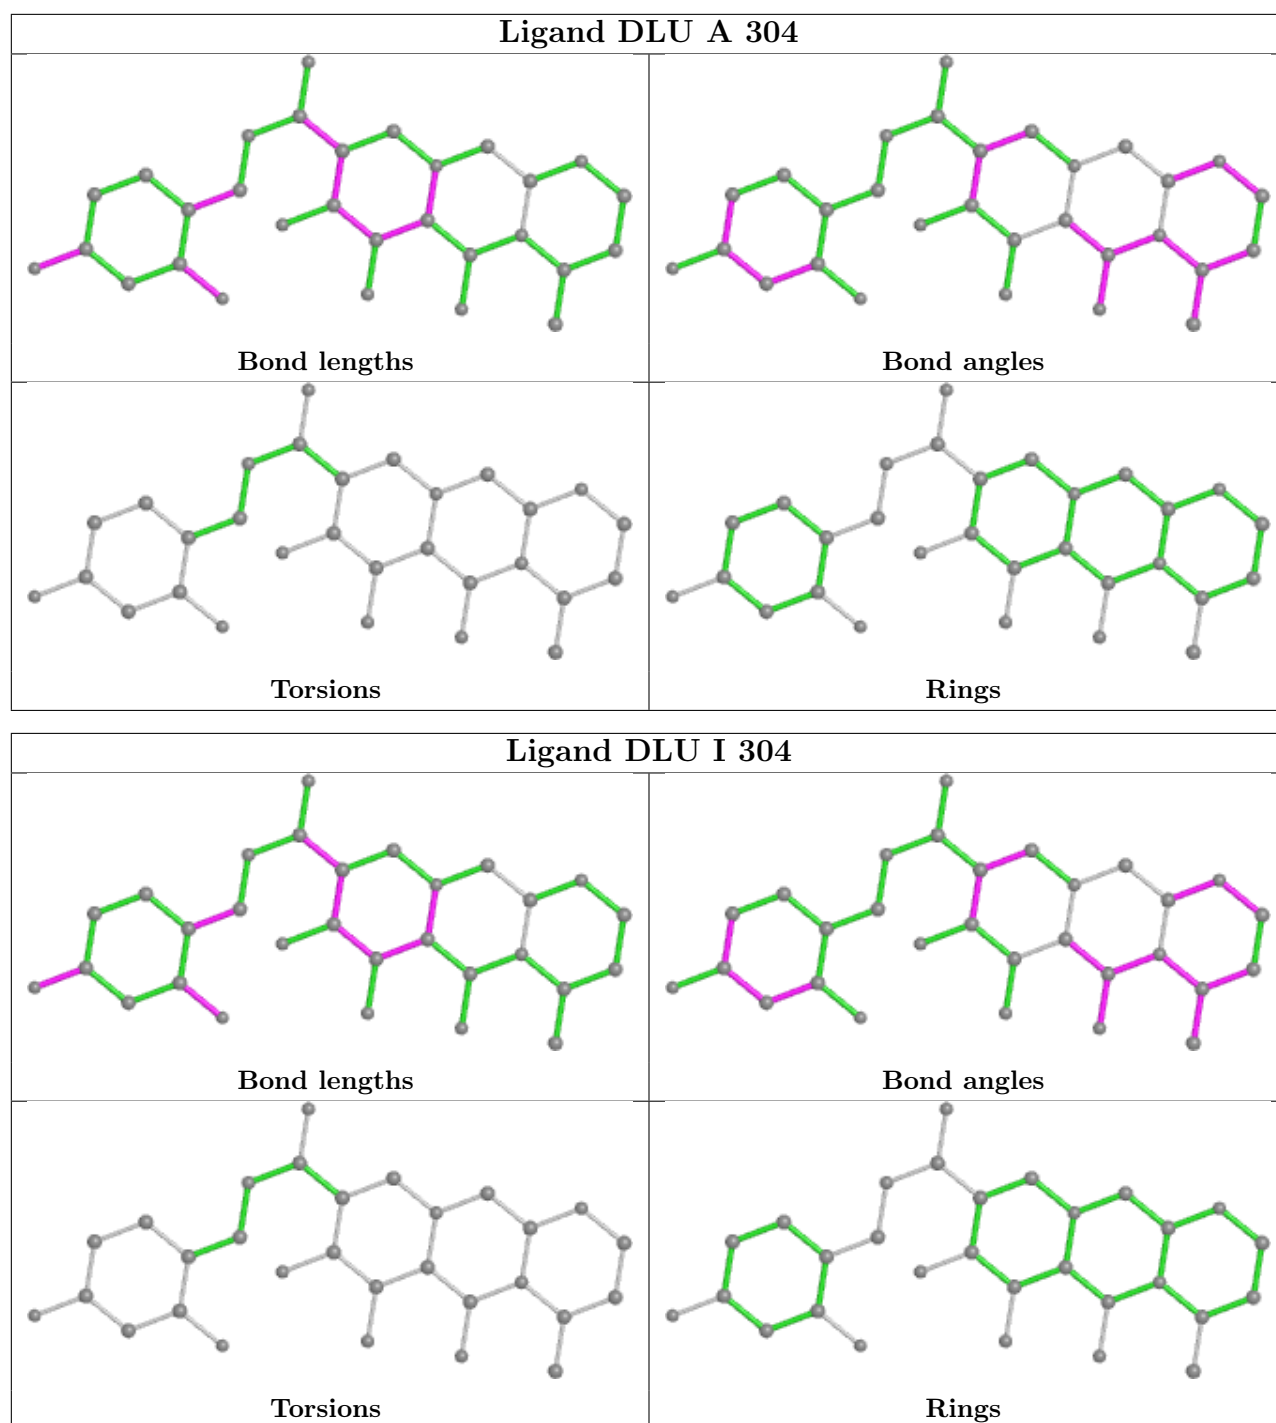 Ligand DLU A 304
Bond lengths
Bond angles
Torsions
Rings
Ligand DLU I 304
Bond lengths
Bond angles
Torsions
Rings